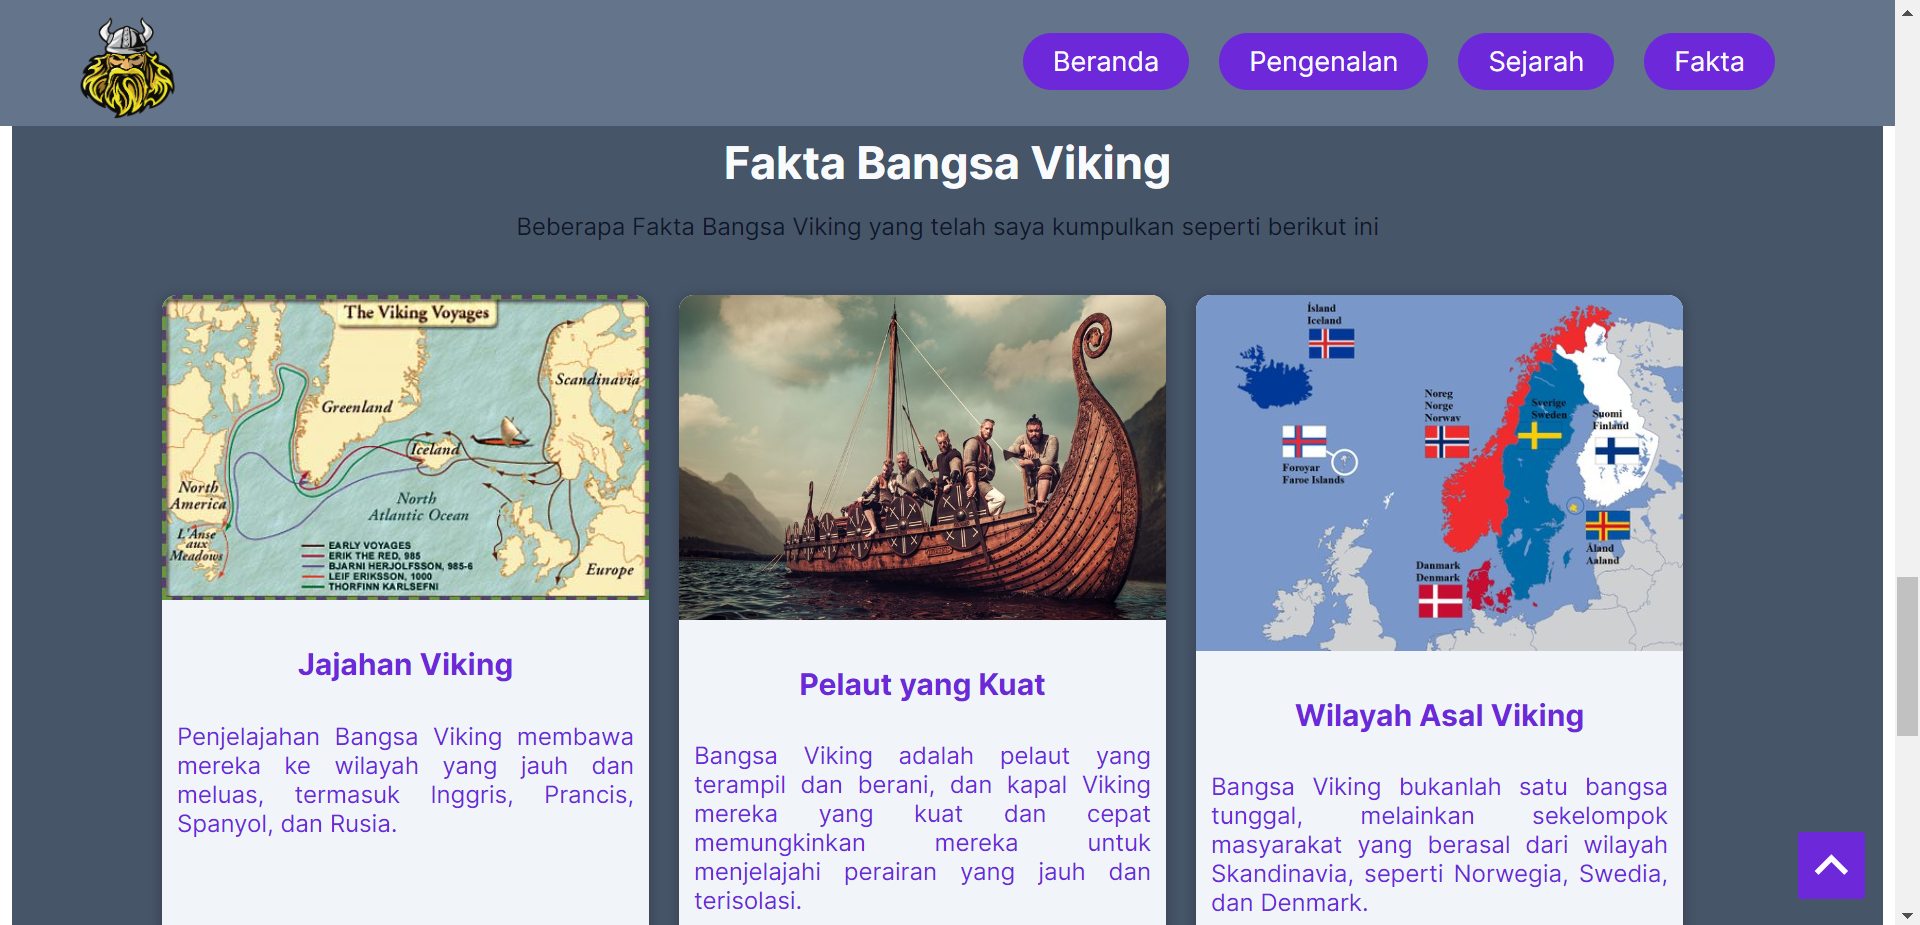 Beranda
Pengenalan
Sejarah
Fakta
Fakta Bangsa Viking
Beberapa Fakta Bangsa Viking yang telah saya kumpulkan seperti berikut ini
The Viking Voyages
Scandinavia
Greenland
Iceland
North
America
L'Anse
aux
Meadows
North
Atlantic Ocean
Europe
EARLY VOYAGES
ERIK THE RED, 985
BJARNI HERJOLFSSON, 985-6
LEIF ERIKSSON, 1000
THORFINN KARLSEFNI
Jajahan Viking
Penjelajahan Bangsa Viking membawa
mereka ke wilayah yang jauh dan
meluas, termasuk Inggris, Prancis,
Spanyol, dan Rusia.
Pelaut yang Kuat
Bangsa Viking adalah pelaut yang
terampil dan berani, dan kapal Viking
mereka yang kuat dan cepat
memungkinkan mereka untuk
menjelajahi perairan yang jauh dan
terisolasi.
Ísland
Iceland
Noreg
Norge
Norway
Sverige
Sweden
Suomi
Finland
Føroyar
Faroe Islands
Åland
Aaland
Danmark
Denmark
Wilayah Asal Viking
Bangsa Viking bukanlah satu bangsa
tunggal, melainkan sekelompok
masyarakat yang berasal dari wilayah
Skandinavia, seperti Norwegia, Swedia,
dan Denmark.